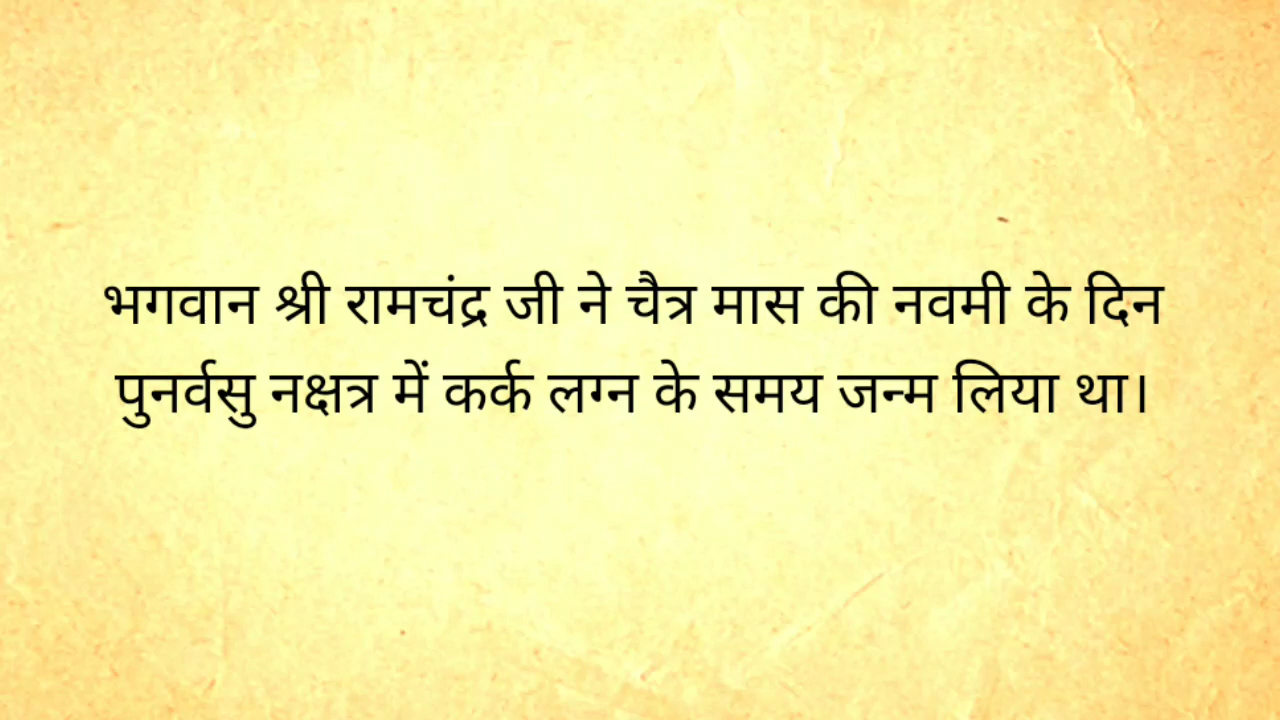 भगवान श्री रामचंद्र जी ने चैत्र मास की नवमी के दिन
पुनर्वसु नक्षत्र में कर्क लग्न के समय जन्म लिया था।